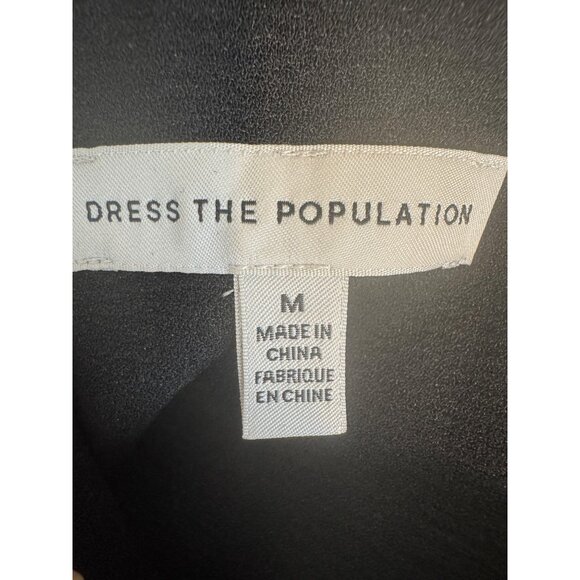 DRESS THE POPULATION
M
MADE IN
CHINA
FABRIQUE
EN CHINE